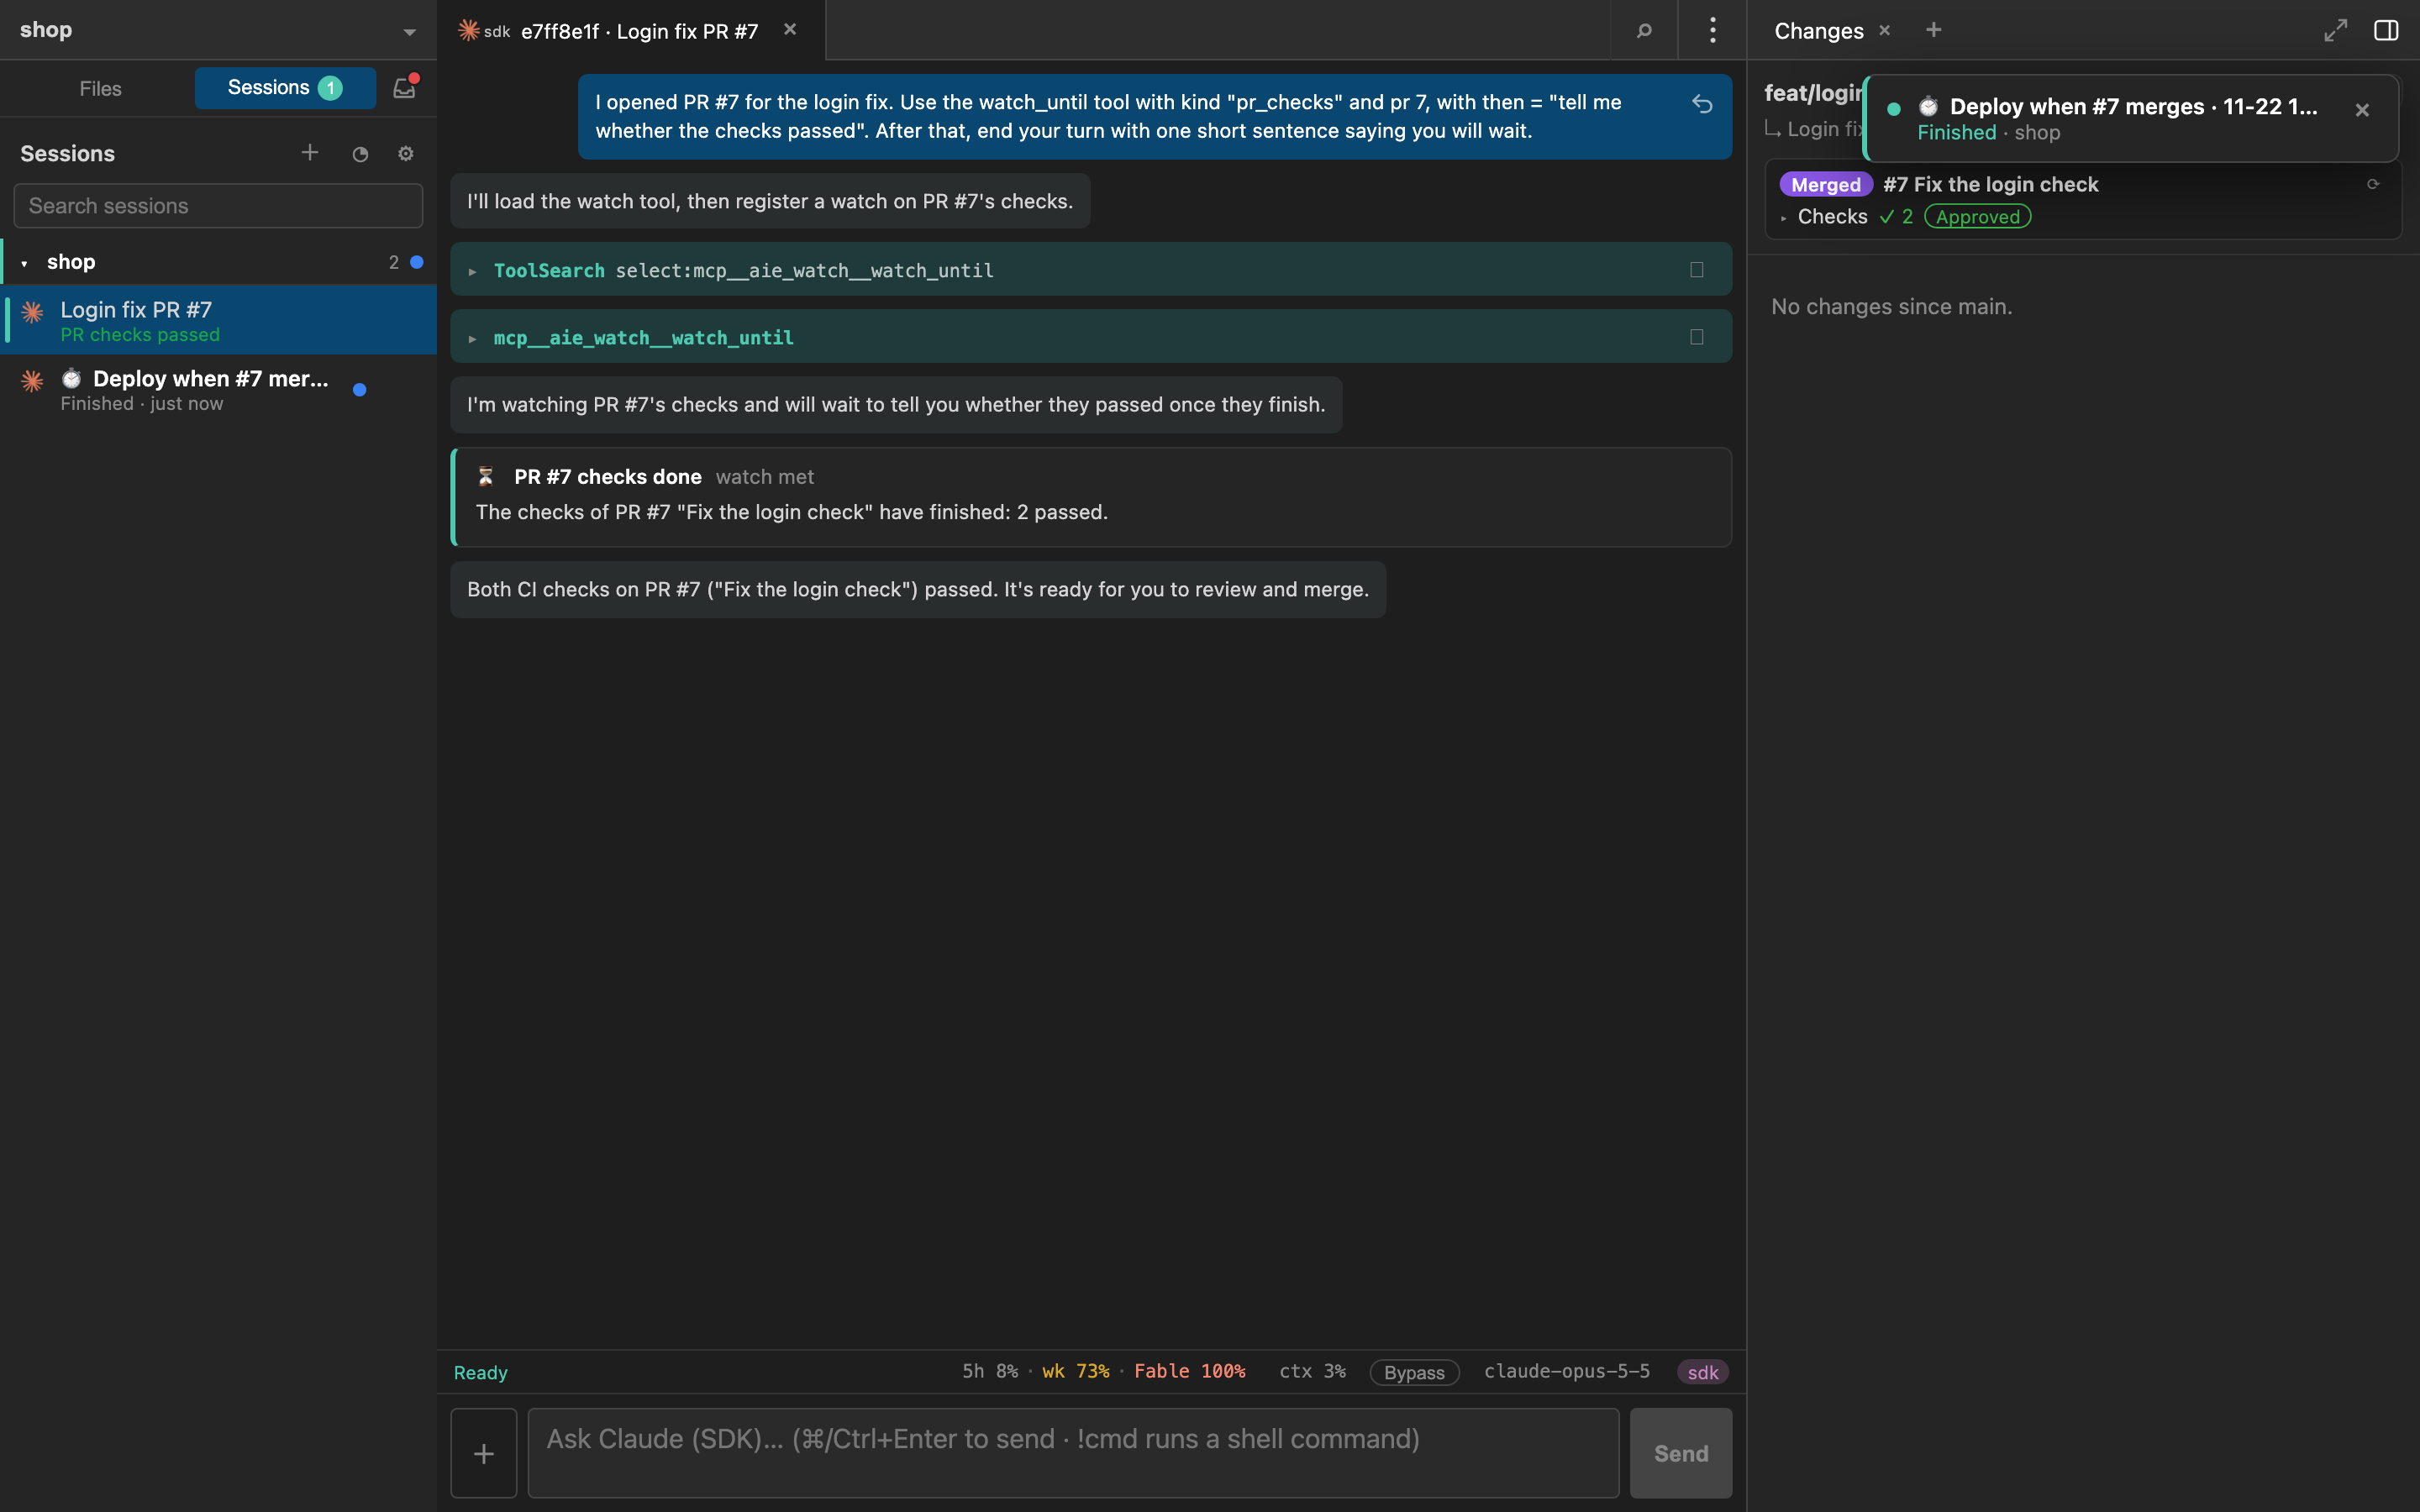 shop
Files
Sessions 1
Sessions
Search sessions
shop 2
Login fix PR #7
PR checks passed
Deploy when #7 mer...
Finished · just now
sdk e7ff8e1f · Login fix PR #7
I opened PR #7 for the login fix. Use the watch_until tool with kind "pr_checks" and pr 7, with then = "tell me
whether the checks passed". After that, end your turn with one short sentence saying you will wait.
I'll load the watch tool, then register a watch on PR #7's checks.
ToolSearch select:mcp__aie_watch__watch_until
mcp__aie_watch__watch_until
I'm watching PR #7's checks and will wait to tell you whether they passed once they finish.
PR #7 checks done watch met
The checks of PR #7 "Fix the login check" have finished: 2 passed.
Both CI checks on PR #7 ("Fix the login check") passed. It's ready for you to review and merge.
Ready
5h 8% · wk 73% · Fable 100% ctx 3% Bypass claude-opus-5-5 sdk
Ask Claude (SDK)... (⌘/Ctrl+Enter to send · !cmd runs a shell command)
Send
Changes
feat/login
Login fix
Deploy when #7 merges · 11-22 1...
Finished · shop
Merged #7 Fix the login check
Checks ✓ 2 Approved
No changes since main.